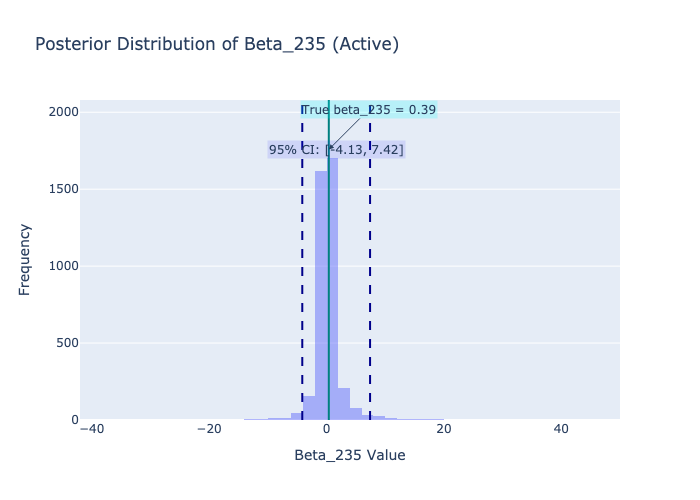 Posterior Distribution of Beta_235 (Active)
True beta_235 = 0.39
95% CI: [-4.13, 7.42]
2000
1500
1000
500
0
−40
−20
0
20
40
Frequency
Beta_235 Value